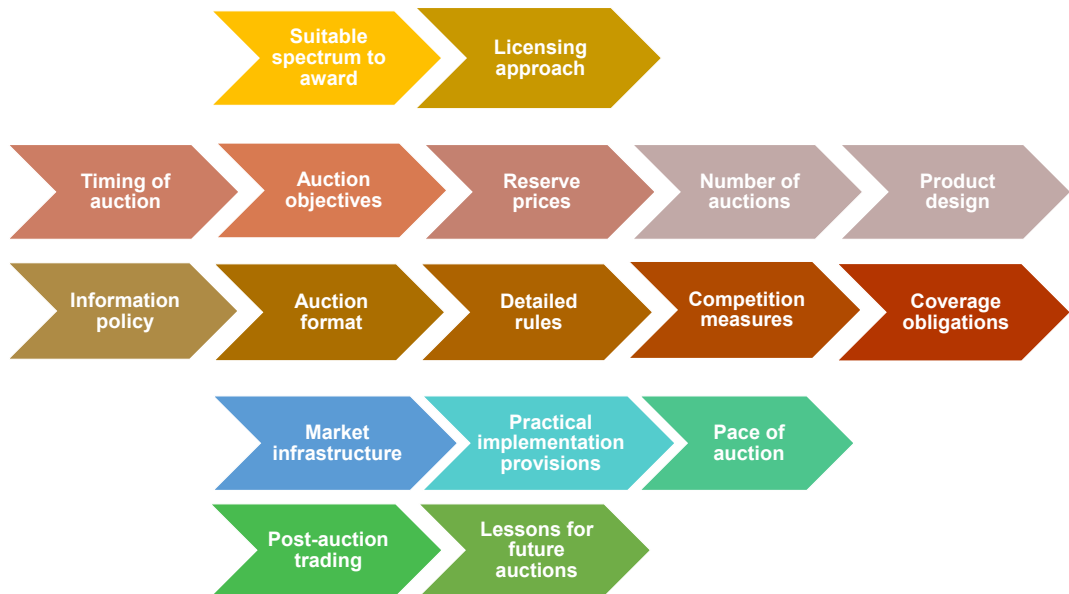 Suitable
spectrum to
award
Licensing
approach
Timing of
auction
Auction
objectives
Reserve
prices
Number of
auctions
Product
design
Information
policy
Auction
format
Detailed
rules
Competition
measures
Coverage
obligations
Market
infrastructure
Practical
implementation
provisions
Pace of
auction
Post-auction
trading
Lessons for
future
auctions